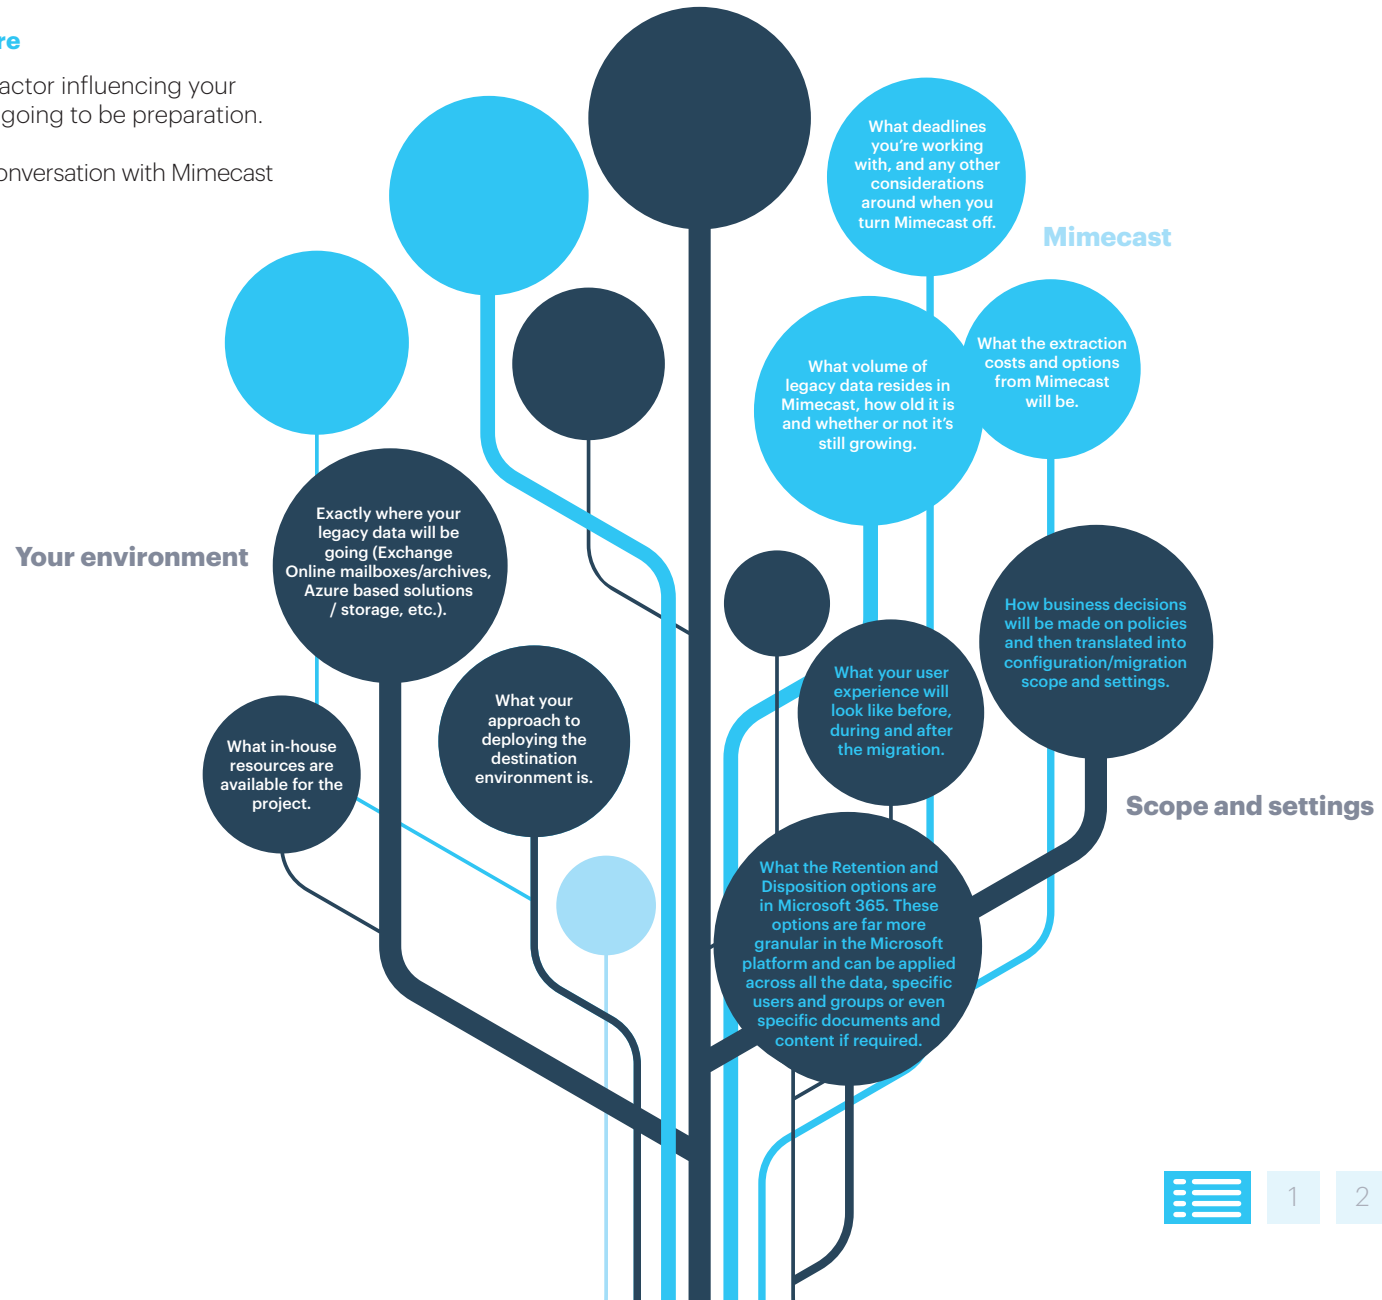 actor influencing your
going to be preparation.
with Mimecast
What deadlines
you're working
with, and any other
considerations
around when you
turn Mimecast off.
Mimecast
What the extraction
costs and options
from Mimecast
will be.
What volume of
legacy data resides in
Mimecast, how old it is
and whether or not it's
still growing.
Your environment
Exactly where your
legacy data will be
going (Exchange
Online mailboxes/archives,
Azure based solutions
/ storage, etc.).
What in-house
resources are
available for the
project.
What your
approach to
deploying the
destination
environment is.
How business decisions
will be made on policies
and then translated into
configuration/migration
scope and settings.
What your user
experience will
look like before,
during and after
the migration.
Scope and settings
What the Retention and
Disposition options are
in Microsoft 365. These
options are far more
granular in the Microsoft
platform and can be applied
across all the data, specific
users and groups or even
specific documents and
content if required.
1 2